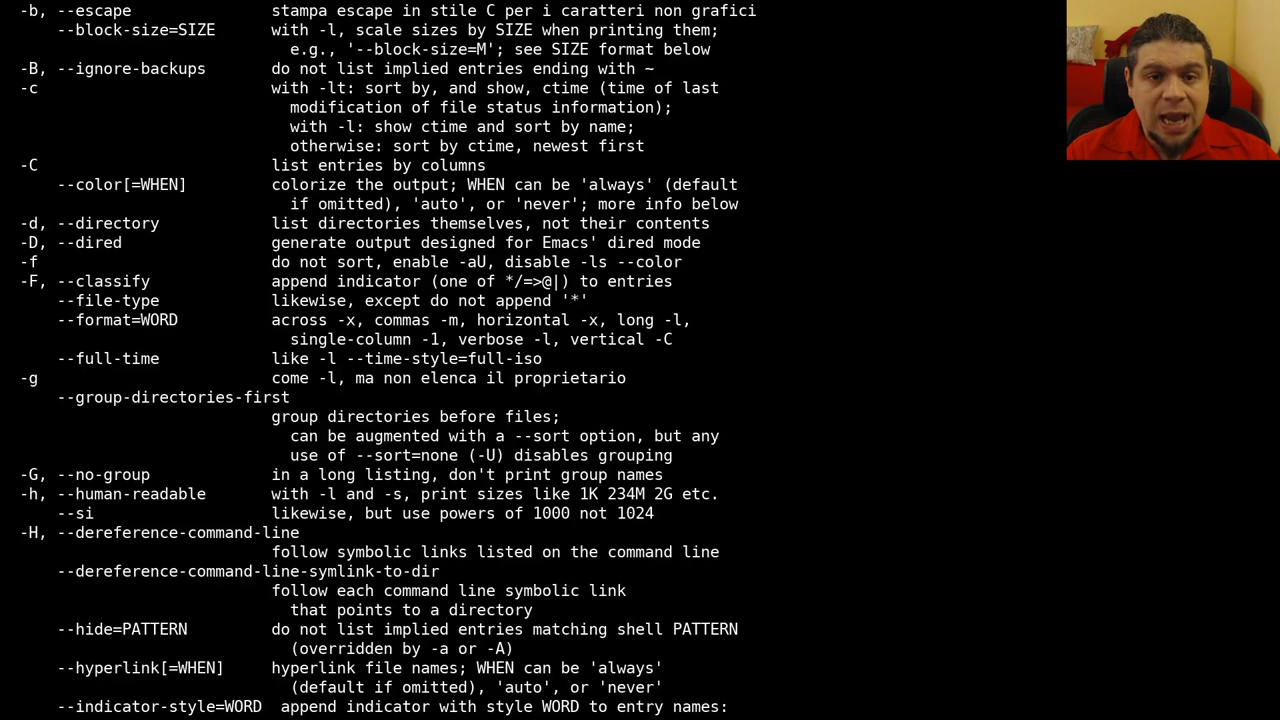 -b, --escape stampa escape in stile C per i caratteri non grafici
--block-size=SIZE with -l, scale sizes by SIZE when printing them;
e.g., '--block-size=M'; see SIZE format below
-B, --ignore-backups do not list implied entries ending with ~
-c with -lt: sort by, and show, ctime (time of last
modification of file status information);
with -l: show ctime and sort by name;
otherwise: sort by ctime, newest first
-C list entries by columns
--color[=WHEN] colorize the output; WHEN can be 'always' (default
if omitted), 'auto', or 'never'; more info below
-d, --directory list directories themselves, not their contents
-D, --dired generate output designed for Emacs' dired mode
-f do not sort, enable -aU, disable -ls --color
-F, --classify append indicator (one of */=>@|) to entries
--file-type likewise, except do not append '*'
--format=WORD across -x, commas -m, horizontal -x, long -l,
single-column -1, verbose -l, vertical -C
--full-time like -l --time-style=full-iso
-g come -l, ma non elenca il proprietario
--group-directories-first
group directories before files;
can be augmented with a --sort option, but any
use of --sort=none (-U) disables grouping
-G, --no-group in a long listing, don't print group names
-h, --human-readable with -l and -s, print sizes like 1K 234M 2G etc.
--si likewise, but use powers of 1000 not 1024
-H, --dereference-command-line
follow symbolic links listed on the command line
--dereference-command-line-symlink-to-dir
follow each command line symbolic link
that points to a directory
--hide=PATTERN do not list implied entries matching shell PATTERN
(overridden by -a or -A)
--hyperlink[=WHEN] hyperlink file names; WHEN can be 'always'
(default if omitted), 'auto', or 'never'
--indicator-style=WORD append indicator with style WORD to entry names: